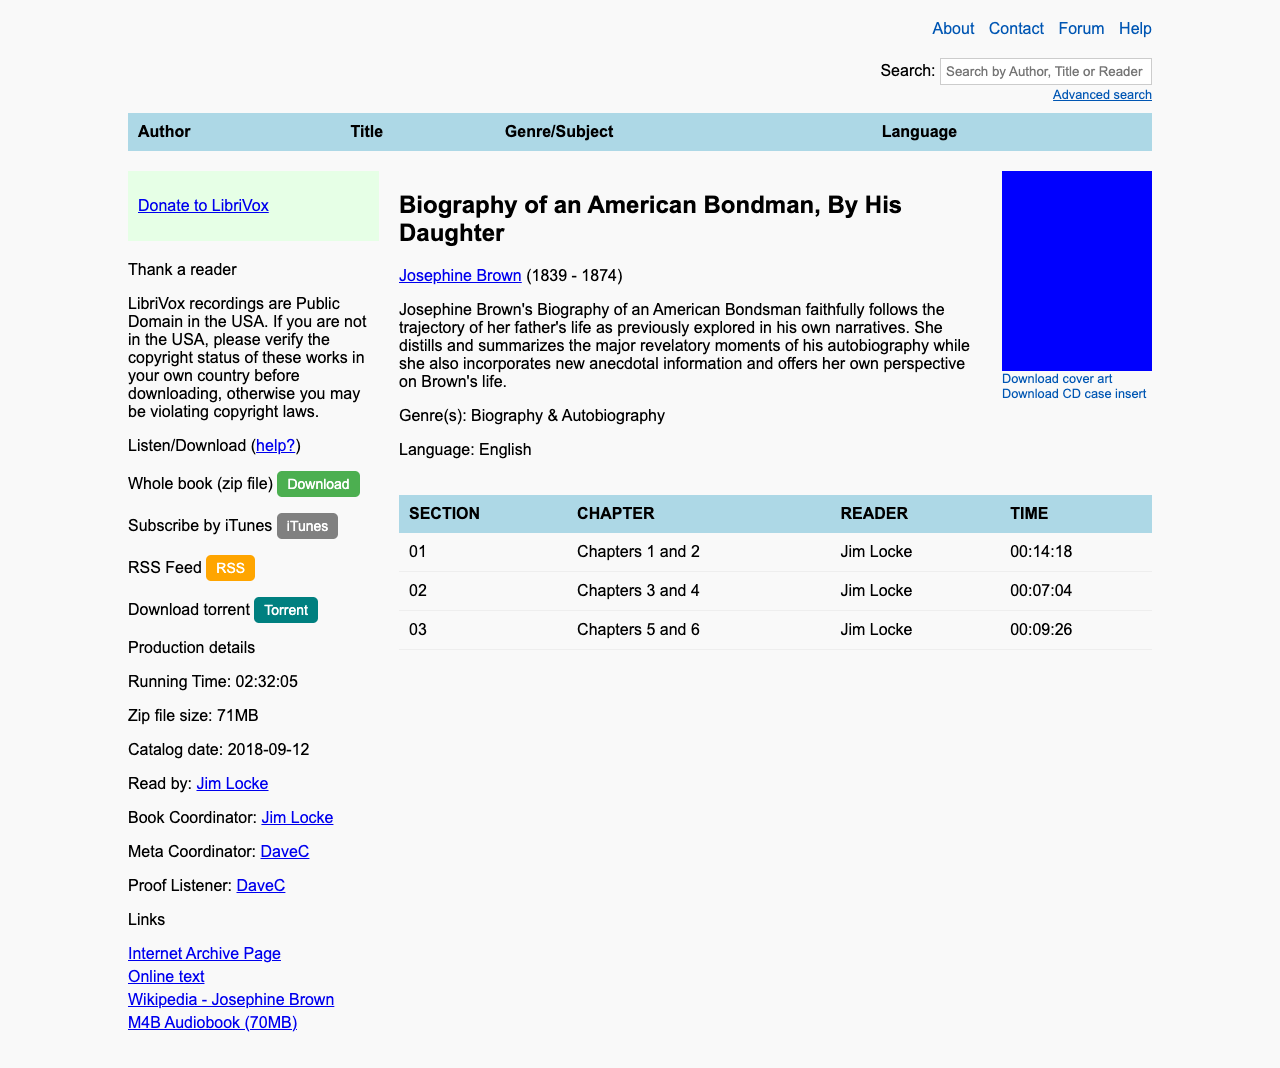 About Contact Forum Help
Search: Search by Author, Title or Reader
Advanced search
Author Title Genre/Subject Language
Donate to LibriVox
Thank a reader
LibriVox recordings are Public
Domain in the USA. If you are not
in the USA, please verify the
copyright status of these works in
your own country before
downloading, otherwise you may
be violating copyright laws.
Listen/Download (help?)
Whole book (zip file) Download
Subscribe by iTunes iTunes
RSS Feed RSS
Download torrent Torrent
Production details
Running Time: 02:32:05
Zip file size: 71MB
Catalog date: 2018-09-12
Read by: Jim Locke
Book Coordinator: Jim Locke
Meta Coordinator: DaveC
Proof Listener: DaveC
Links
Internet Archive Page
Online text
Wikipedia - Josephine Brown
M4B Audiobook (70MB)
Biography of an American Bondman, By His
Daughter
Josephine Brown (1839 - 1874)
Josephine Brown's Biography of an American Bondsman faithfully follows the
trajectory of her father's life as previously explored in his own narratives. She
distills and summarizes the major revelatory moments of his autobiography while
she also incorporates new anecdotal information and offers her own perspective
on Brown's life.
Genre(s): Biography & Autobiography
Language: English
Download cover art
Download CD case insert
SECTION CHAPTER READER TIME
01 Chapters 1 and 2 Jim Locke 00:14:18
02 Chapters 3 and 4 Jim Locke 00:07:04
03 Chapters 5 and 6 Jim Locke 00:09:26